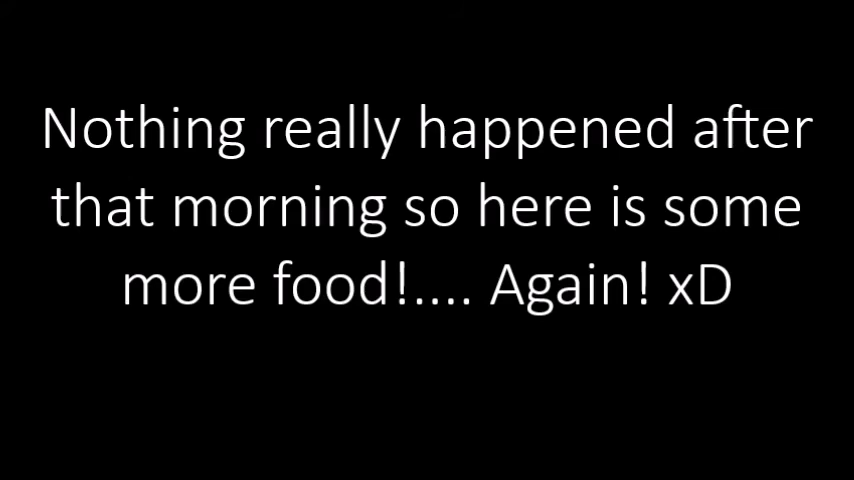 Nothing really happened after
that morning so here is some
more food!.... Again! xD